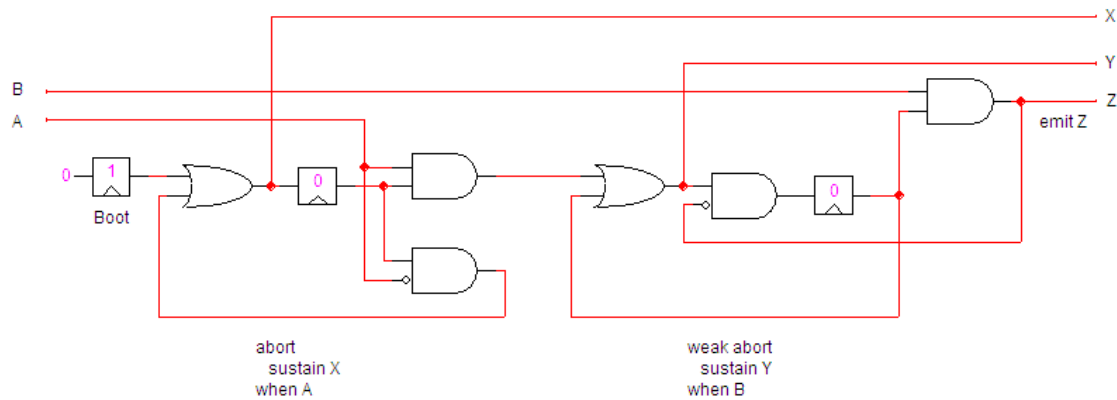 X
Y
B
Z
A
emit Z
0
1
0
0
Boot
abort
sustain X
when A
weak abort
sustain Y
when B